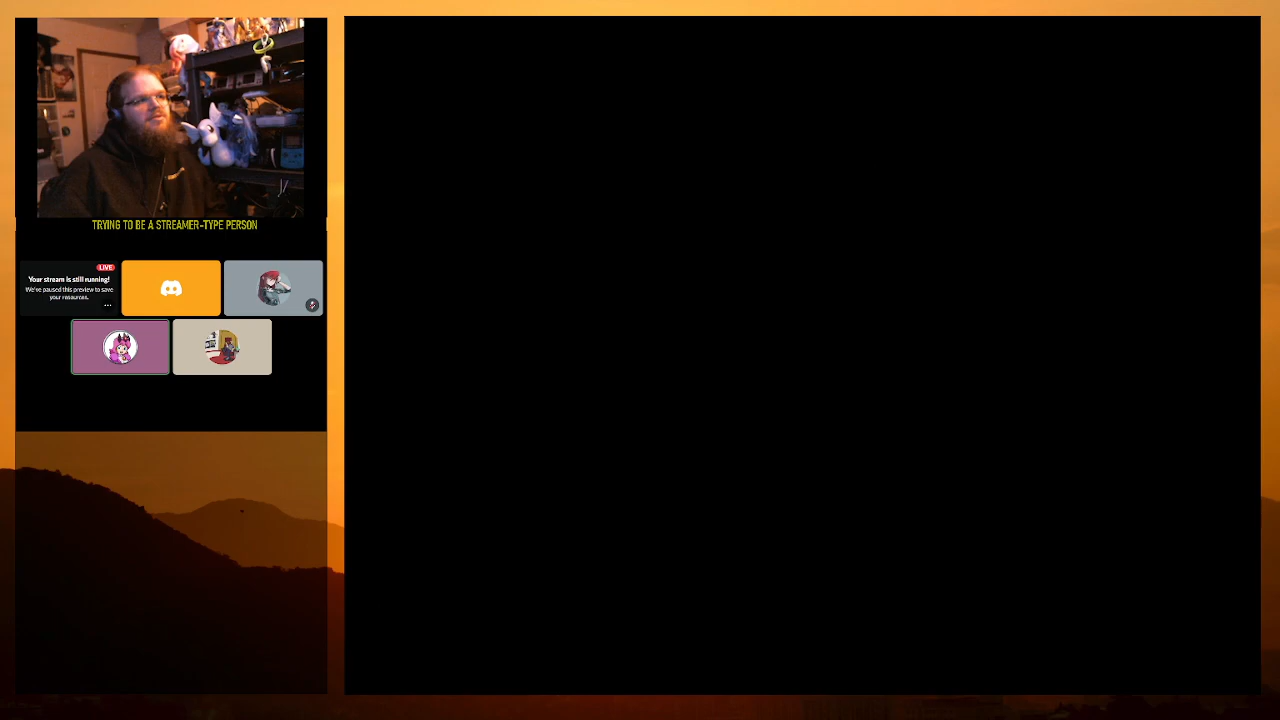 TRYING TO BE A STREAMER-TYPE PERSON
LIVE
Your stream is still running!
We've paused this preview to save
your resources.